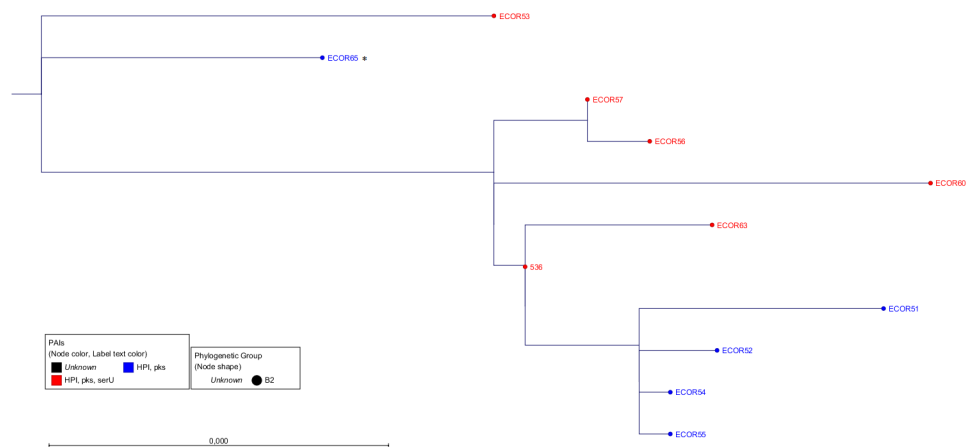 ECOR53
ECOR65 *
ECOR57
ECOR56
ECOR60
ECOR63
536
ECOR51
ECOR52
ECOR54
ECOR55
PAIs
(Node color, Label text color)
Unknown HPI, pks
HPI, pks, serU
Phylogenetic Group
(Node shape)
Unknown B2
0,000